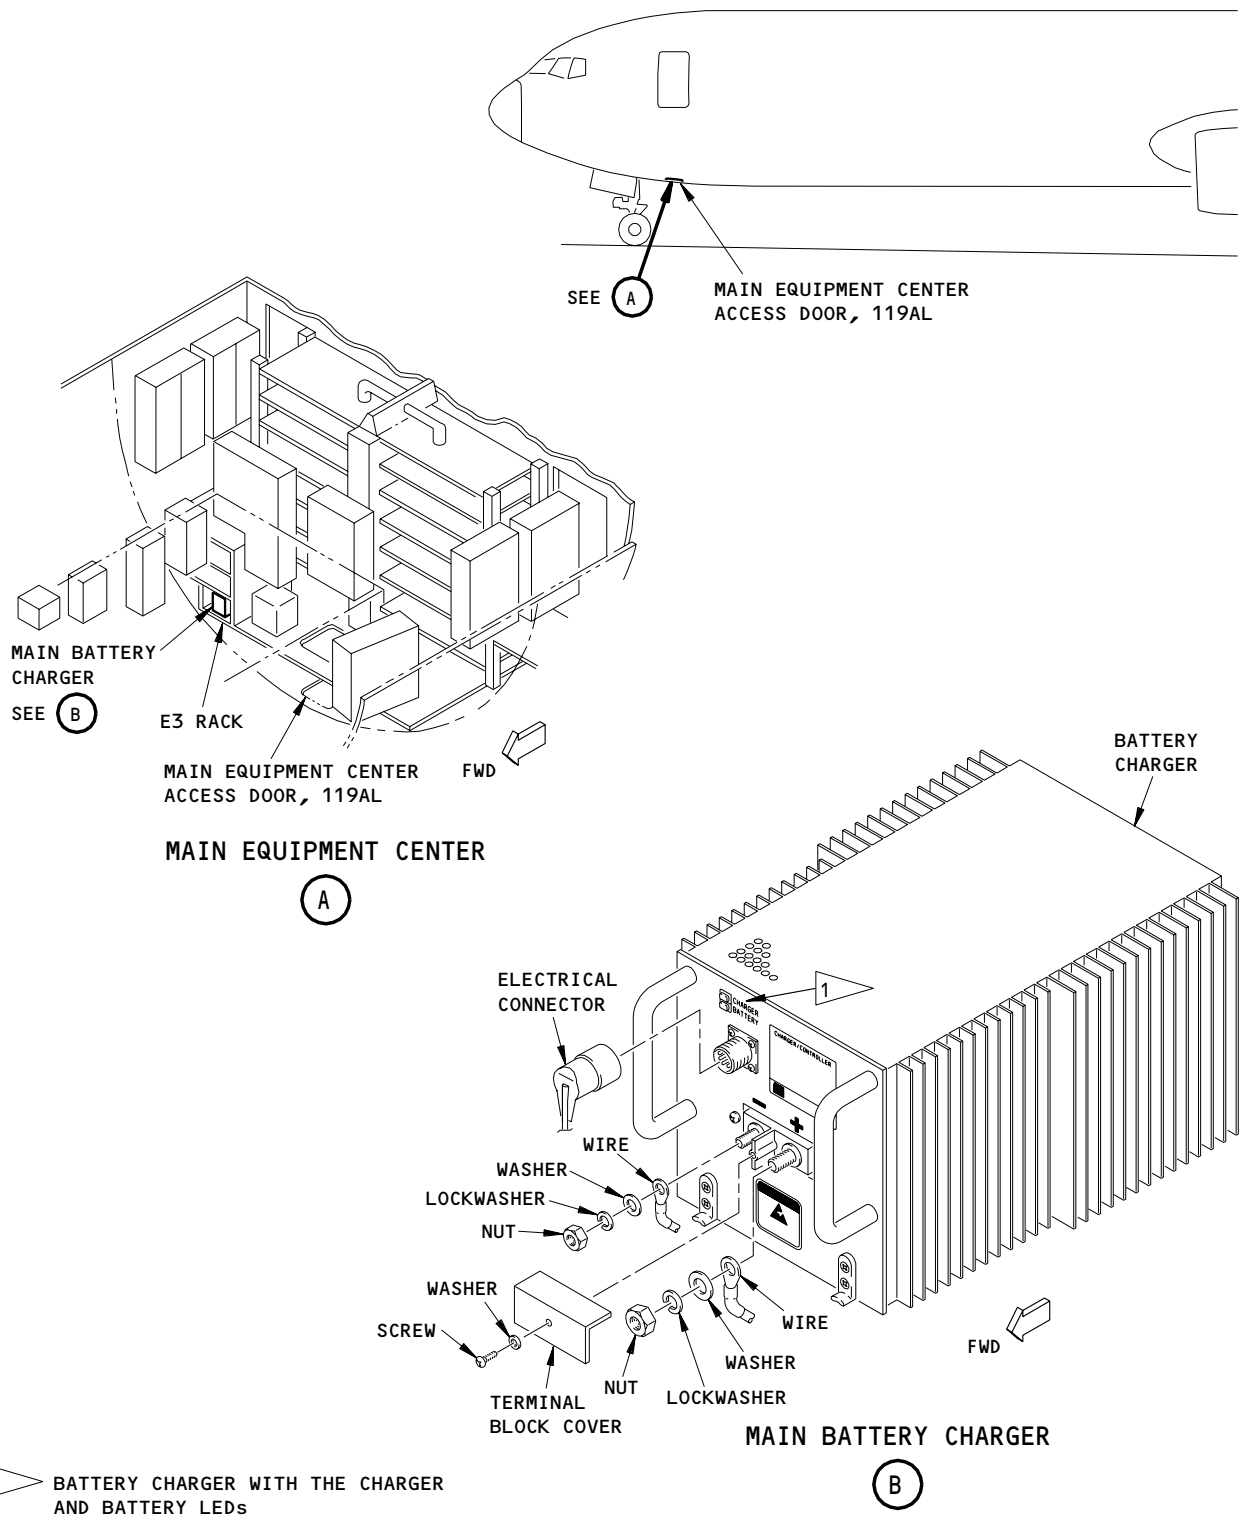 SEE A
MAIN EQUIPMENT CENTER
ACCESS DOOR, 119AL
MAIN BATTERY
CHARGER
SEE B
E3 RACK
MAIN EQUIPMENT CENTER
ACCESS DOOR, 119AL
FWD
MAIN EQUIPMENT CENTER
A
BATTERY
CHARGER
ELECTRICAL
CONNECTOR
1
CHARGER
BATTERY
CHARGER/CONTROLLER
− +
WIRE
WASHER
LOCKWASHER
NUT
WASHER
SCREW
TERMINAL
BLOCK COVER
NUT
WIRE
WASHER
LOCKWASHER
FWD
MAIN BATTERY CHARGER
B
BATTERY CHARGER WITH THE CHARGER
AND BATTERY LEDs